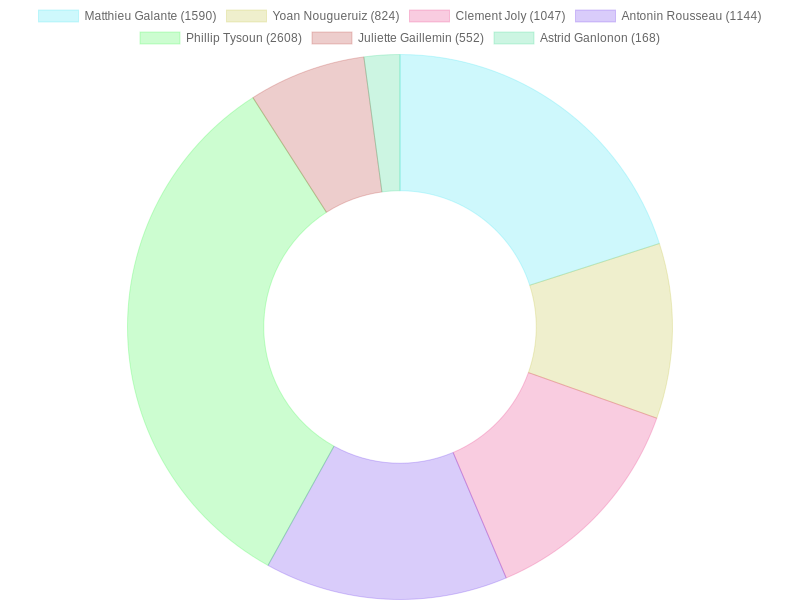 Matthieu Galante (1590) Yoan Nougueruiz (824) Clement Joly (1047) Antonin Rousseau (1144)
Phillip Tysoun (2608) Juliette Gaillemin (552) Astrid Ganlonon (168)